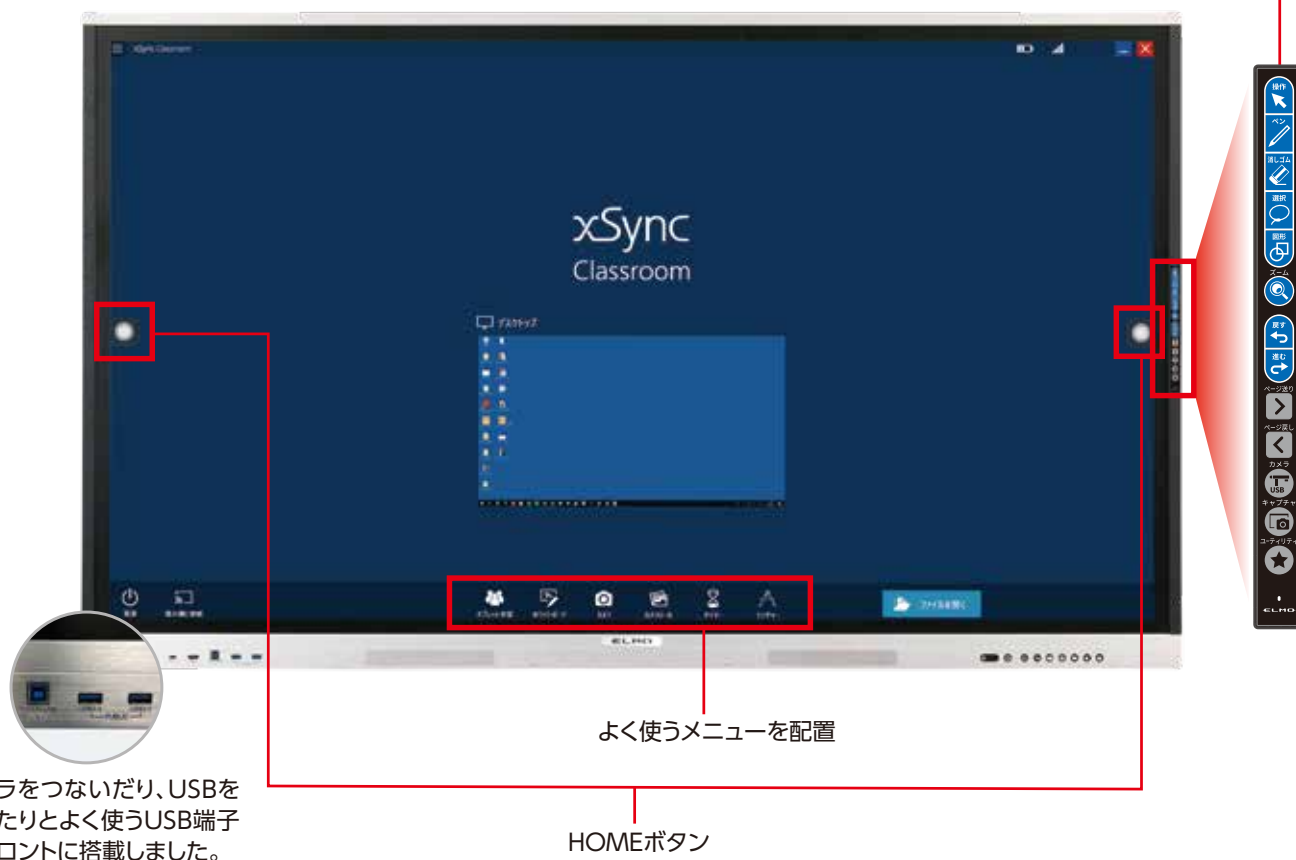 xSync Classroom
xSync
Classroom
デスクトップ
ファイルを開く
ELMO
操作
ペン
消しゴム
選択
図形
ズーム
戻す
進む
ページ送り
ページ戻し
カメラ
USB
キャプチャ
ユーティリティ
ELMO
よく使うメニューを配置
HOMEボタン
ラをつないだり、USBを
たりとよく使うUSB端子
ロントに搭載しました。